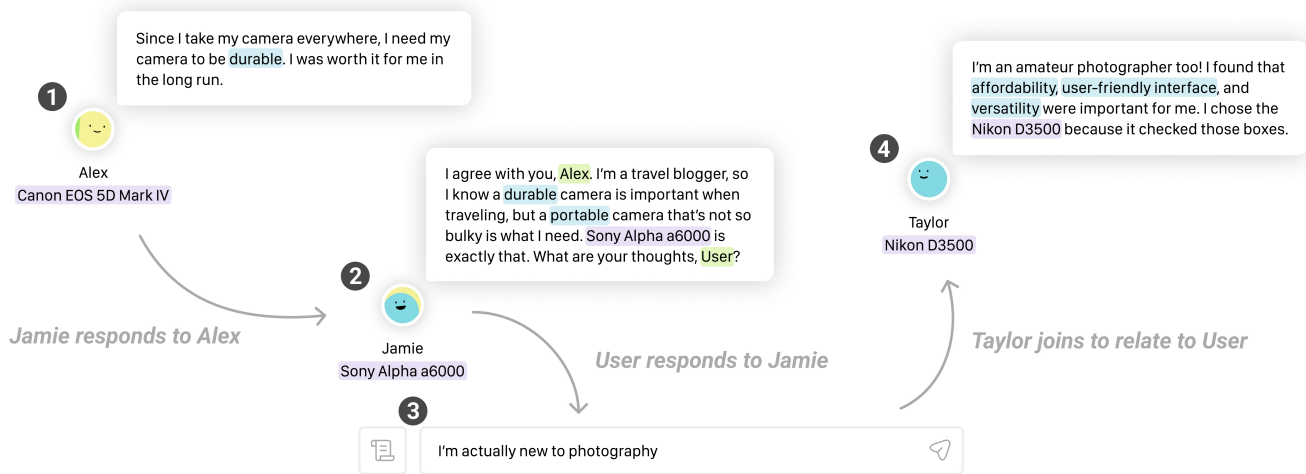 Since I take my camera everywhere, I need my
camera to be durable. I was worth it for me in
the long run.
1
Alex
Canon EOS 5D Mark IV
Jamie responds to Alex
I agree with you, Alex. I'm a travel blogger, so
I know a durable camera is important when
traveling, but a portable camera that's not so
bulky is what I need. Sony Alpha a6000 is
exactly that. What are your thoughts, User?
2
Jamie
Sony Alpha a6000
User responds to Jamie
3
I'm actually new to photography
I'm an amateur photographer too! I found that
affordability, user-friendly interface, and
versatility were important for me. I chose the
Nikon D3500 because it checked those boxes.
4
Taylor
Nikon D3500
Taylor joins to relate to User